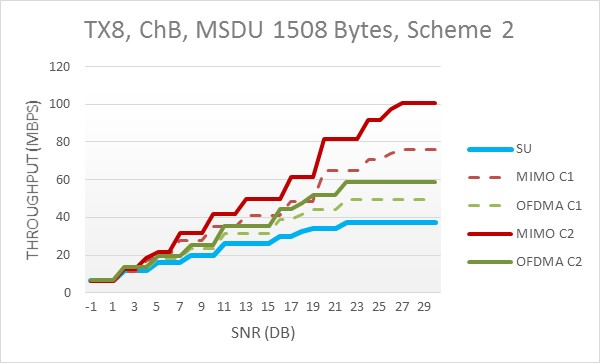 TX8, ChB, MSDU 1508 Bytes, Scheme 2
THROUGHPUT (MBPS)
120
100
80
60
40
20
0
-1 1 3 5 7 9 11 13 15 17 19 21 23 25 27 29
SNR (DB)
SU
MIMO C1
OFDMA C1
MIMO C2
OFDMA C2